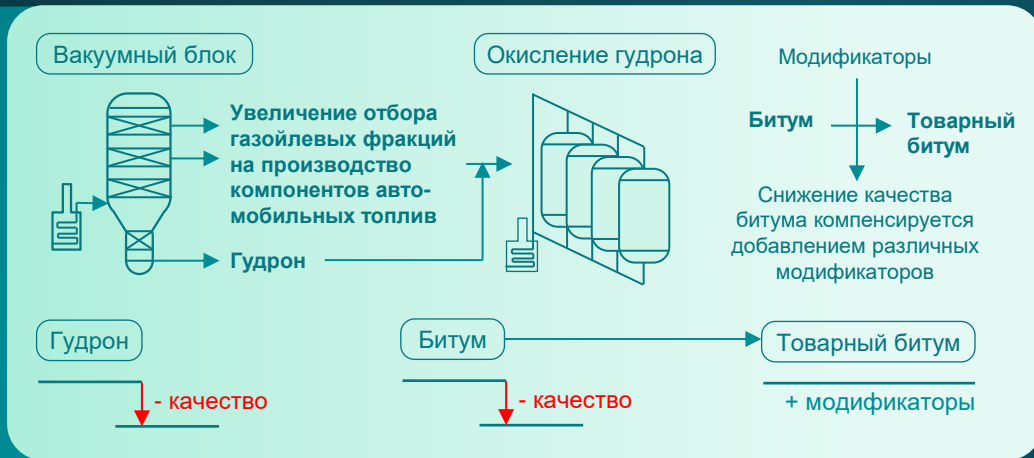 Вакуумный блок
Увеличение отбора
газойлевых фракций
на производство
компонентов авто-
мобильных топлив
Гудрон
Окисление гудрона
Модификаторы
Битум
Товарный
битум
Снижение качества
битума компенсируется
добавлением различных
модификаторов
Гудрон
- качество
Битум
- качество
Товарный битум
+ модификаторы